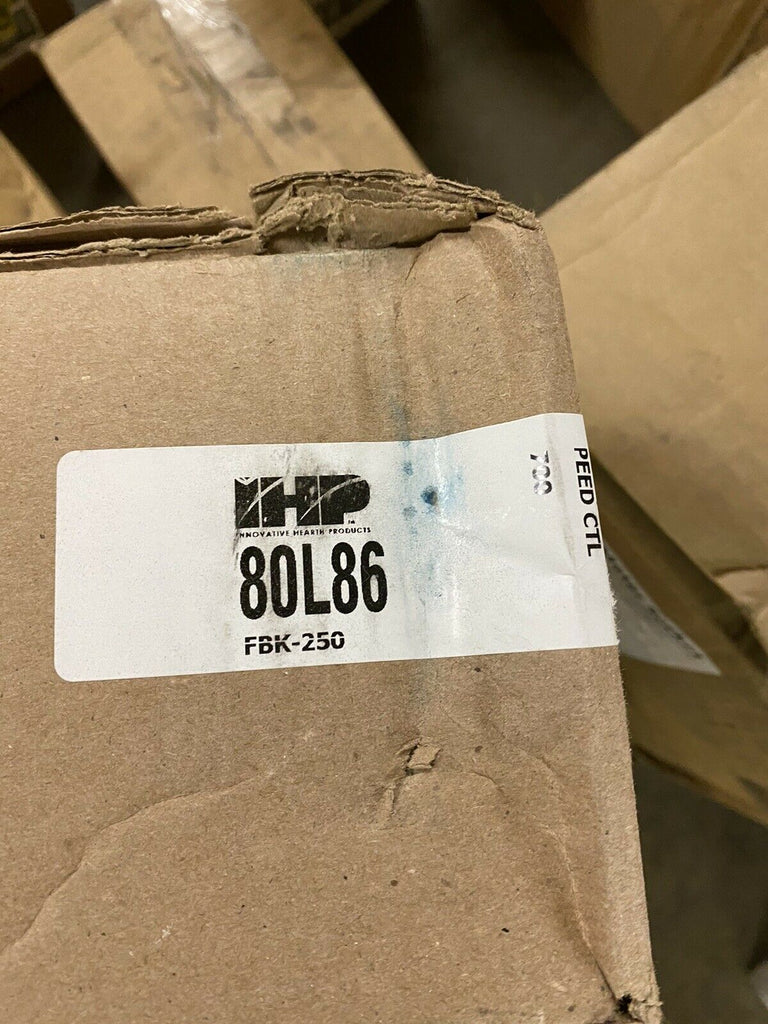 IHP
INNOVATIVE HEARTH PRODUCTS
80L86
FBK-250
PEED CTL